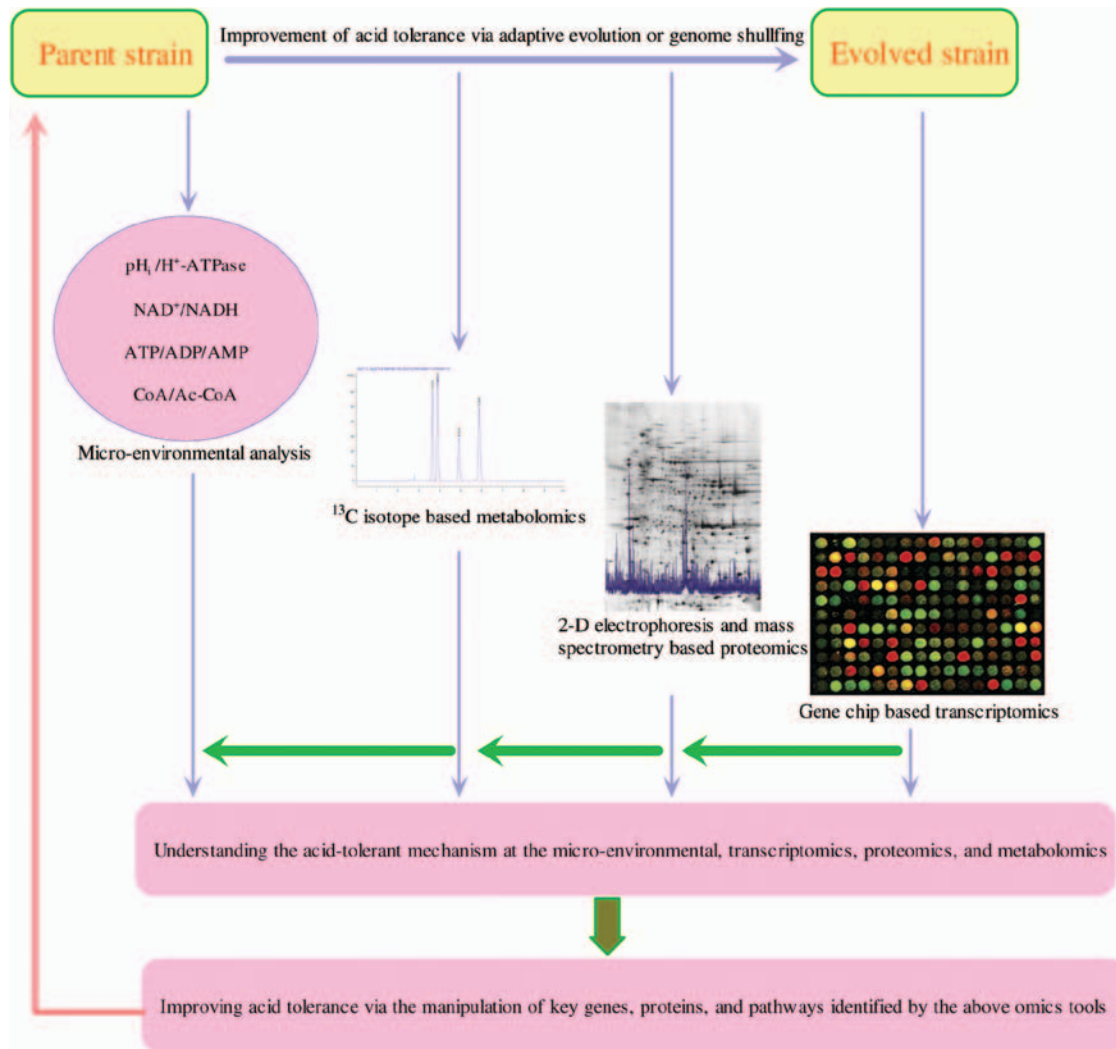 Parent strain
Improvement of acid tolerance via adaptive evolution or genome shullfing
Evolved strain
pHi /H⁺-ATPase
NAD⁺/NADH
ATP/ADP/AMP
CoA/Ac-CoA
Micro-environmental analysis
¹³C isotope based metabolomics
2-D electrophoresis and mass
spectrometry based proteomics
Gene chip based transcriptomics
Understanding the acid-tolerant mechanism at the micro-environmental, transcriptomics, proteomics, and metabolomics
Improving acid tolerance via the manipulation of key genes, proteins, and pathways identified by the above omics tools